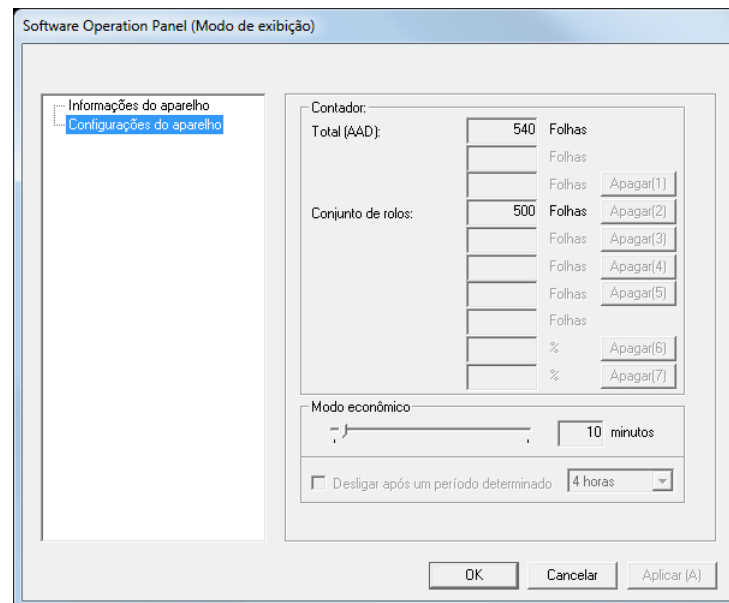 Software Operation Panel (Modo de exibição)
Informações do aparelho
Configurações do aparelho
Contador:
Total (AAD): 540 Folhas
Folhas
Folhas Apagar(1)
Conjunto de rolos: 500 Folhas Apagar(2)
Folhas Apagar(3)
Folhas Apagar(4)
Folhas Apagar(5)
Folhas
% Apagar(6)
% Apagar(7)
Modo econômico
10 minutos
Desligar após um período determinado 4 horas
OK Cancelar Aplicar (A)